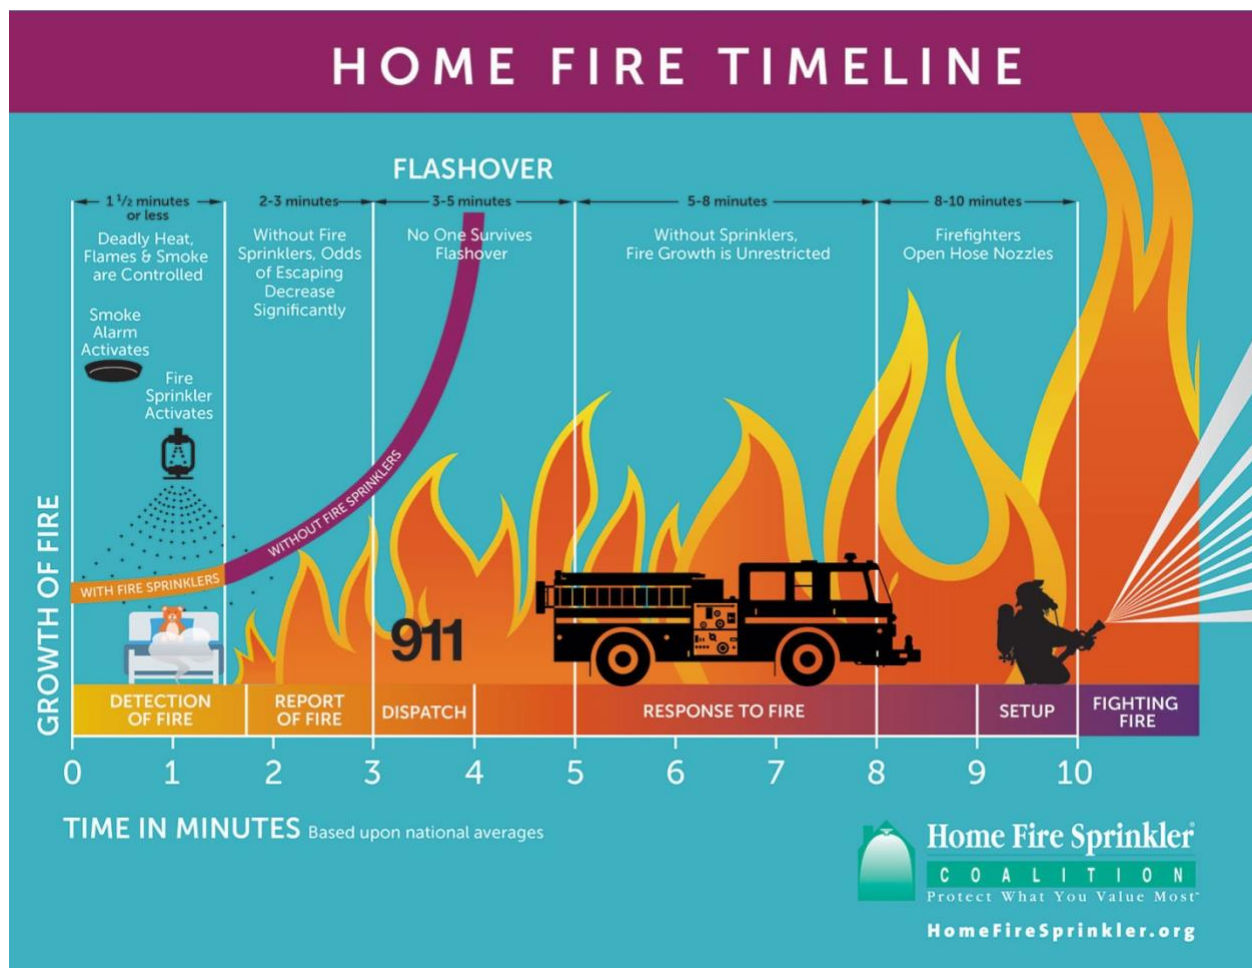 HOME FIRE TIMELINE
FLASHOVER
1 1/2 minutes
or less
Deadly Heat,
Flames & Smoke
are Controlled
Smoke
Alarm
Activates
Fire
Sprinkler
Activates
2-3 minutes
Without Fire
Sprinklers, Odds
of Escaping
Decrease
Significantly
3-5 minutes
No One Survives
Flashover
5-8 minutes
Without Sprinklers,
Fire Growth is Unrestricted
8-10 minutes
Firefighters
Open Hose Nozzles
WITH FIRE SPRINKLERS
WITHOUT FIRE SPRINKLERS
911
GROWTH OF FIRE
DETECTION
OF FIRE
REPORT
OF FIRE
DISPATCH
RESPONSE TO FIRE
SETUP
FIGHTING
FIRE
0 1 2 3 4 5 6 7 8 9 10
TIME IN MINUTES Based upon national averages
Home Fire Sprinkler®
COALITION
Protect What You Value Most™
HomeFireSprinkler.org